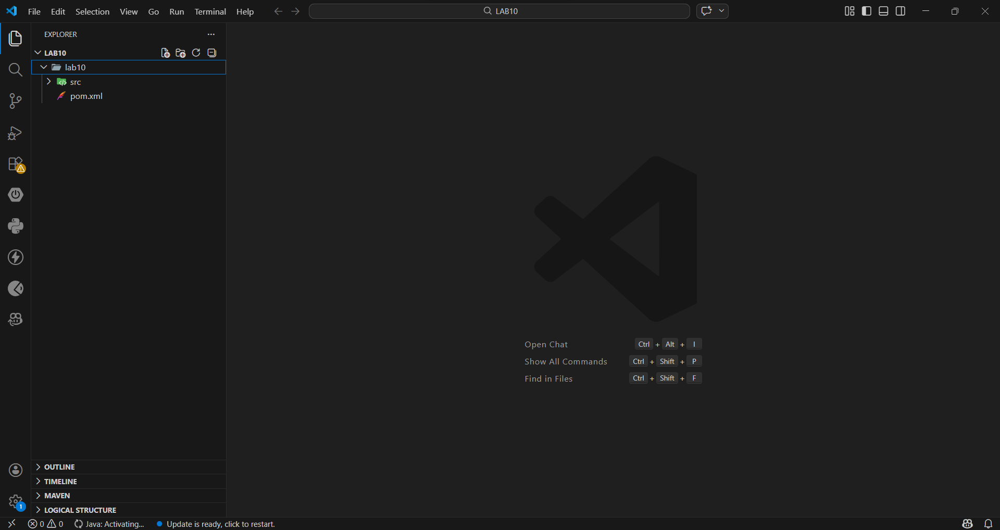 File Edit Selection View Go Run Terminal Help
LAB10
EXPLORER
LAB10
lab10
src
pom.xml
Open Chat Ctrl + Alt + I
Show All Commands Ctrl + Shift + P
Find in Files Ctrl + Shift + F
OUTLINE
TIMELINE
MAVEN
LOGICAL STRUCTURE
1
0 0 Java: Activating... Update is ready, click to restart.